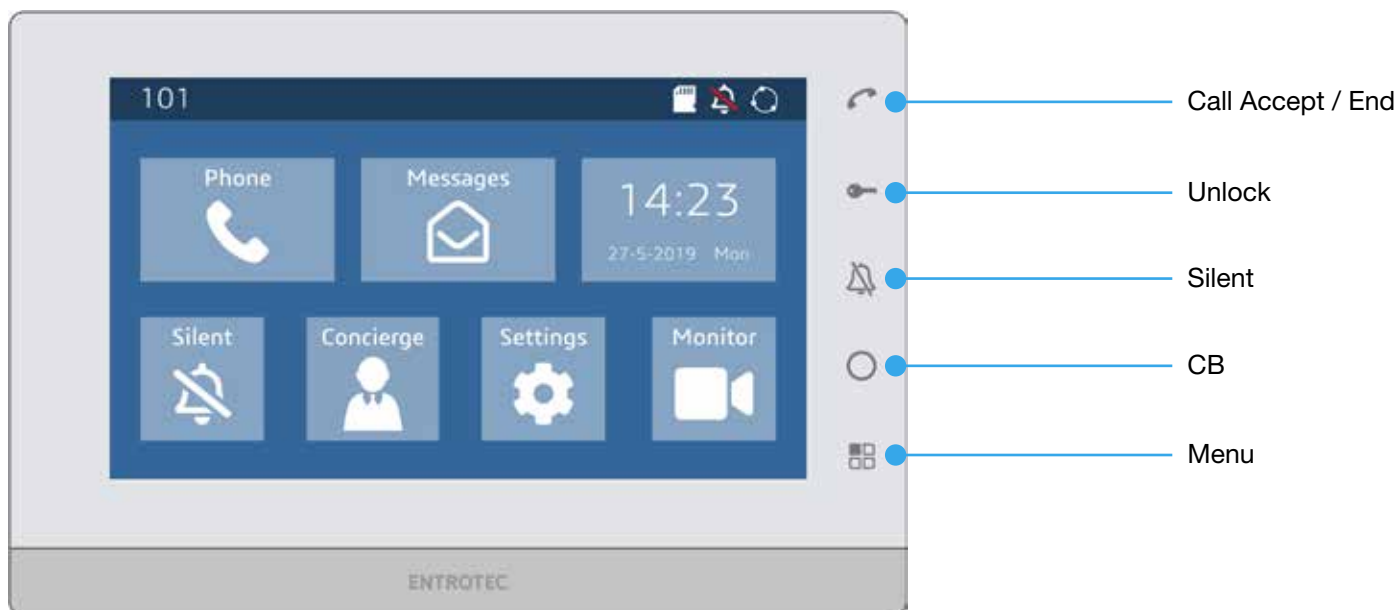 101
Call Accept / End
Phone
Messages
14:23
27-5-2019 Mon
Unlock
Silent
Silent
Concierge
Settings
Monitor
CB
Menu
ENTROTEC